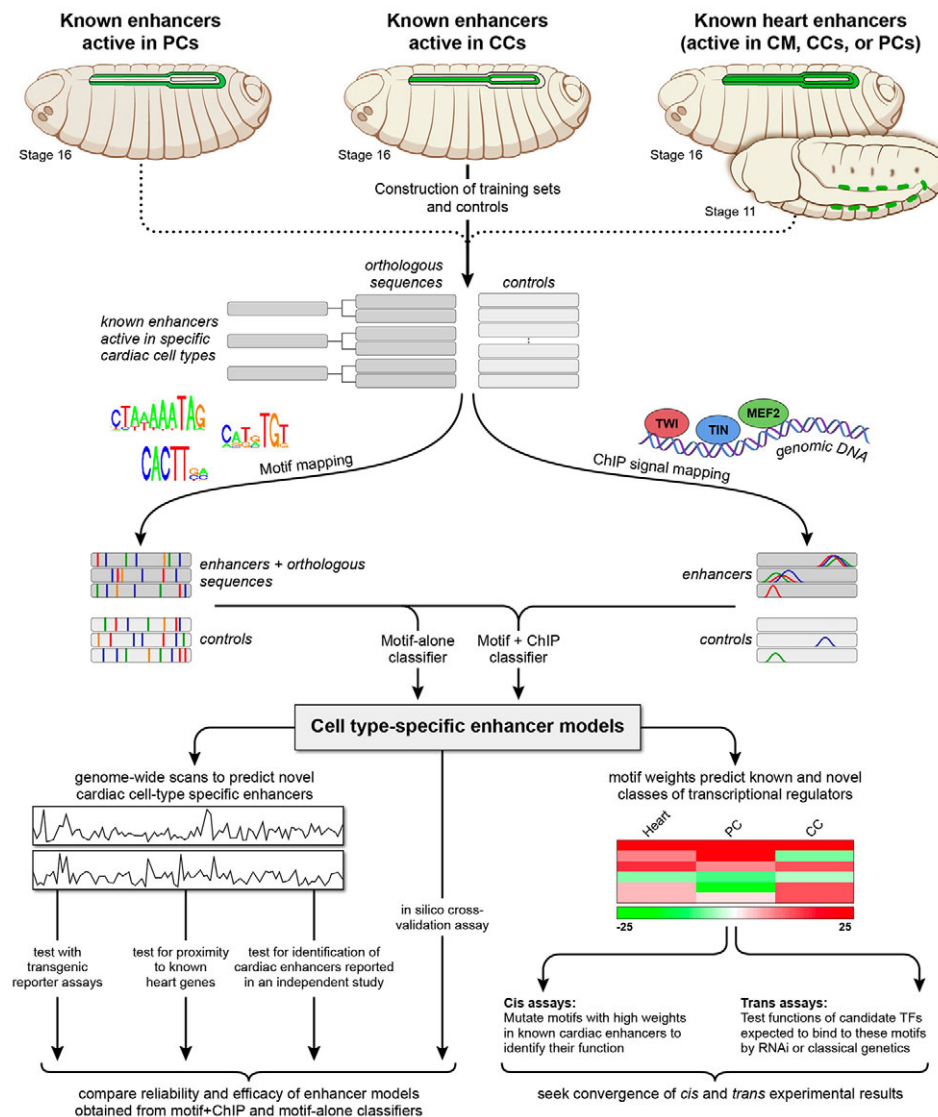 Known enhancers
active in PCs
Known enhancers
active in CCs
Known heart enhancers
(active in CM, CCs, or PCs)
Stage 16
Stage 16
Stage 16
Stage 11
Construction of training sets
and controls
orthologous
sequences
controls
known enhancers
active in specific
cardiac cell types
CTAAAAATAG
CATGTGT
CACTTGA
Motif mapping
TWI
TIN
MEF2
genomic DNA
ChIP signal mapping
enhancers + orthologous
sequences
enhancers
controls
Motif-alone
classifier
Motif + ChIP
classifier
controls
Cell type-specific enhancer models
genome-wide scans to predict novel
cardiac cell-type specific enhancers
motif weights predict known and novel
classes of transcriptional regulators
Heart
PC
CC
-25
25
in silico cross-
validation assay
test with
transgenic
reporter assays
test for proximity
to known
heart genes
test for identification of
cardiac enhancers reported
in an independent study
Cis assays:
Mutate motifs with high weights
in known cardiac enhancers to
identify their function
Trans assays:
Test functions of candidate TFs
expected to bind to these motifs
by RNAi or classical genetics
compare reliability and efficacy of enhancer models
obtained from motif+ChIP and motif-alone classifiers
seek convergence of cis and trans experimental results